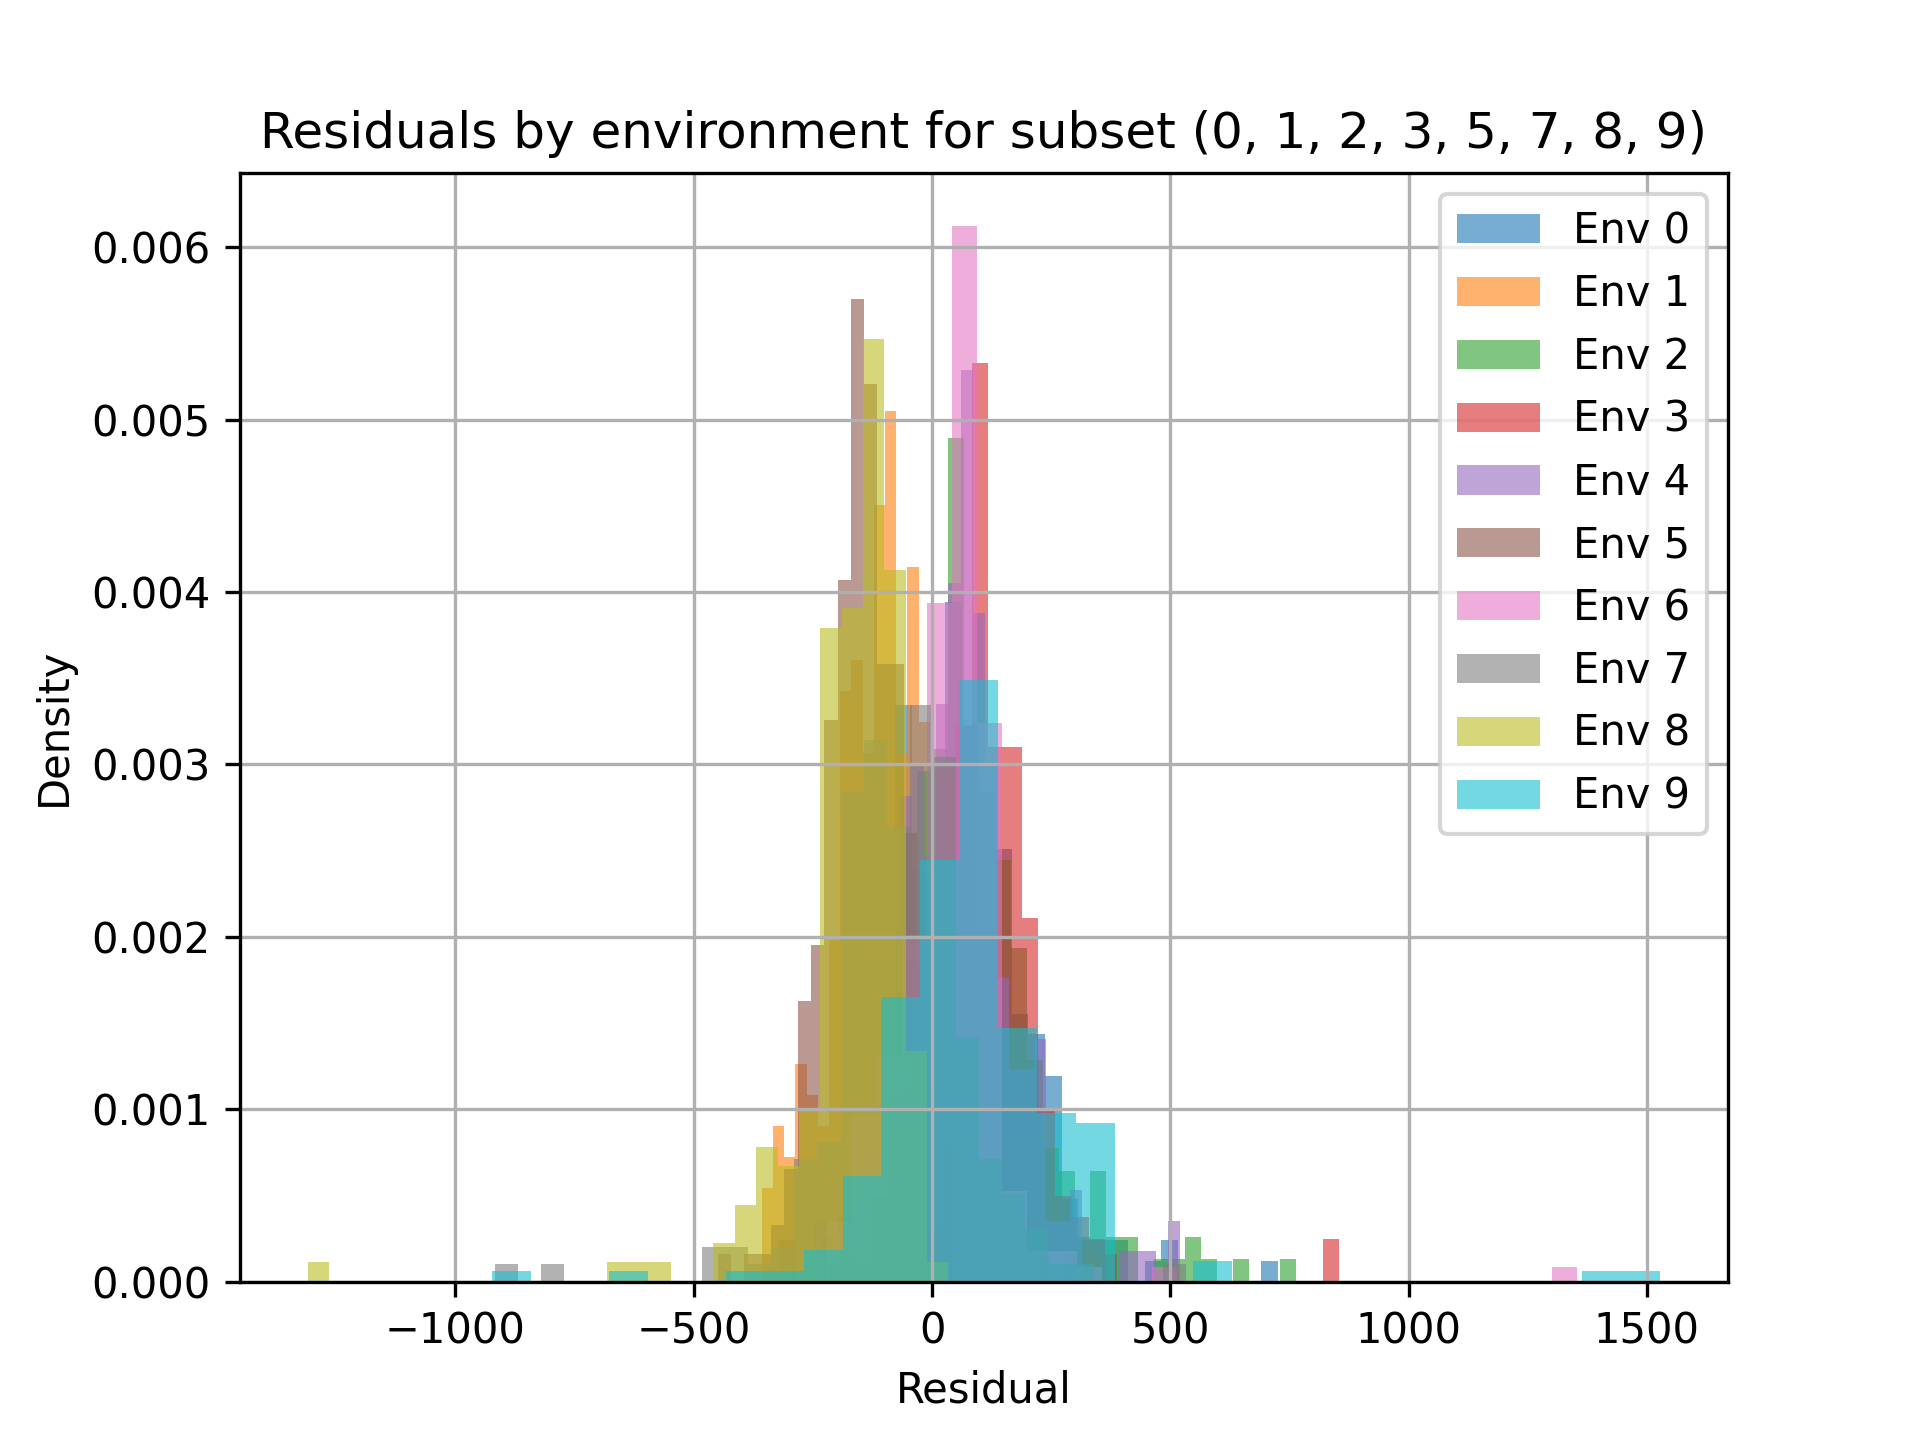 Residuals by environment for subset (0, 1, 2, 3, 5, 7, 8, 9)
0.006
0.005
0.004
0.003
0.002
0.001
0.000
Density
−1000
−500
0
500
1000
1500
Residual
Env 0
Env 1
Env 2
Env 3
Env 4
Env 5
Env 6
Env 7
Env 8
Env 9